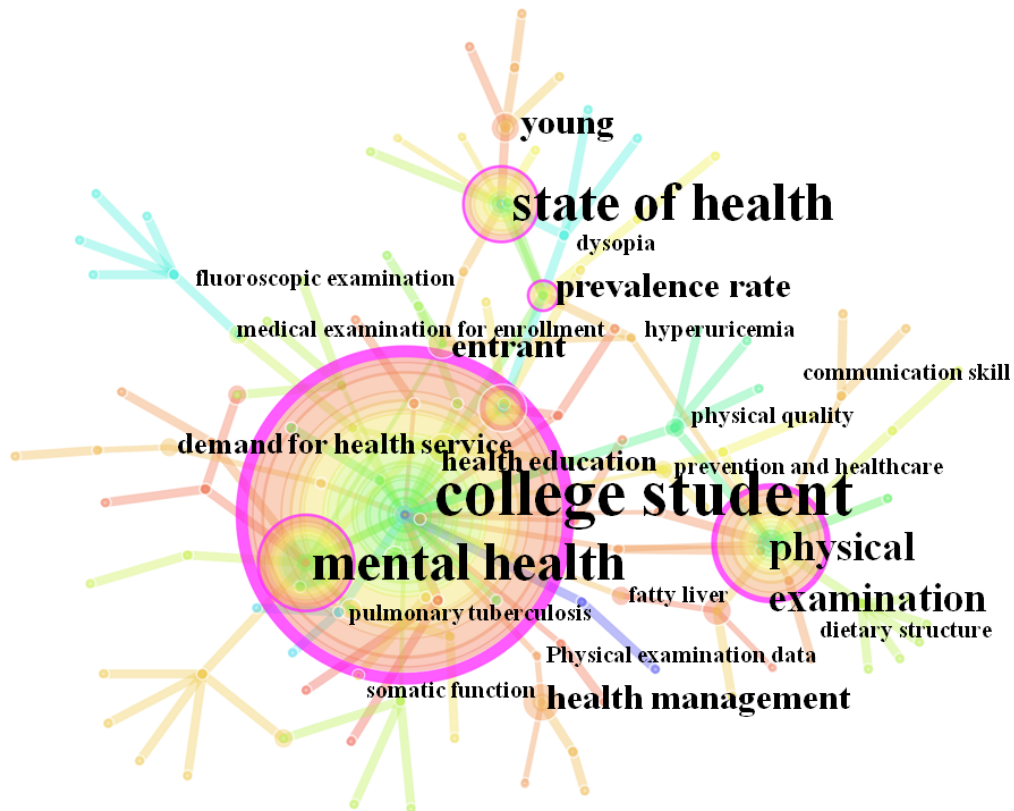 young
state of health
dysopia
fluoroscopic examination
prevalence rate
medical examination for enrollment
hyperuricemia
entrant
communication skill
physical quality
demand for health service
health education
prevention and healthcare
college student
physical
mental health
examination
fatty liver
pulmonary tuberculosis
dietary structure
Physical examination data
somatic function
health management